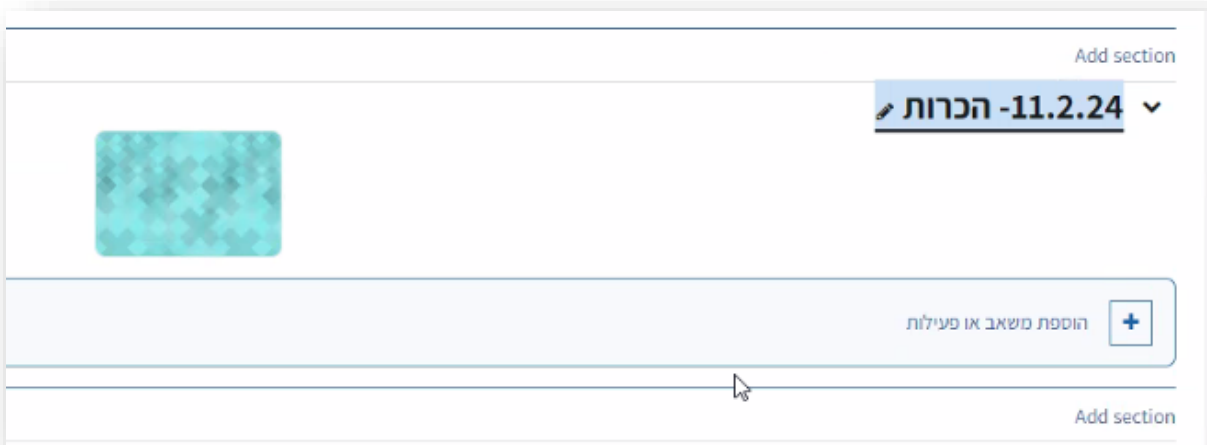 Add section
11.2.24- הכרות
הוספת משאב או פעילות
Add section